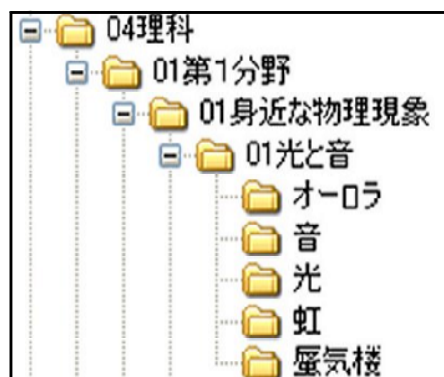 04理科
01第1分野
01身近な物理現象
01光と音
オーロラ
音
光
虹
蜃気楼